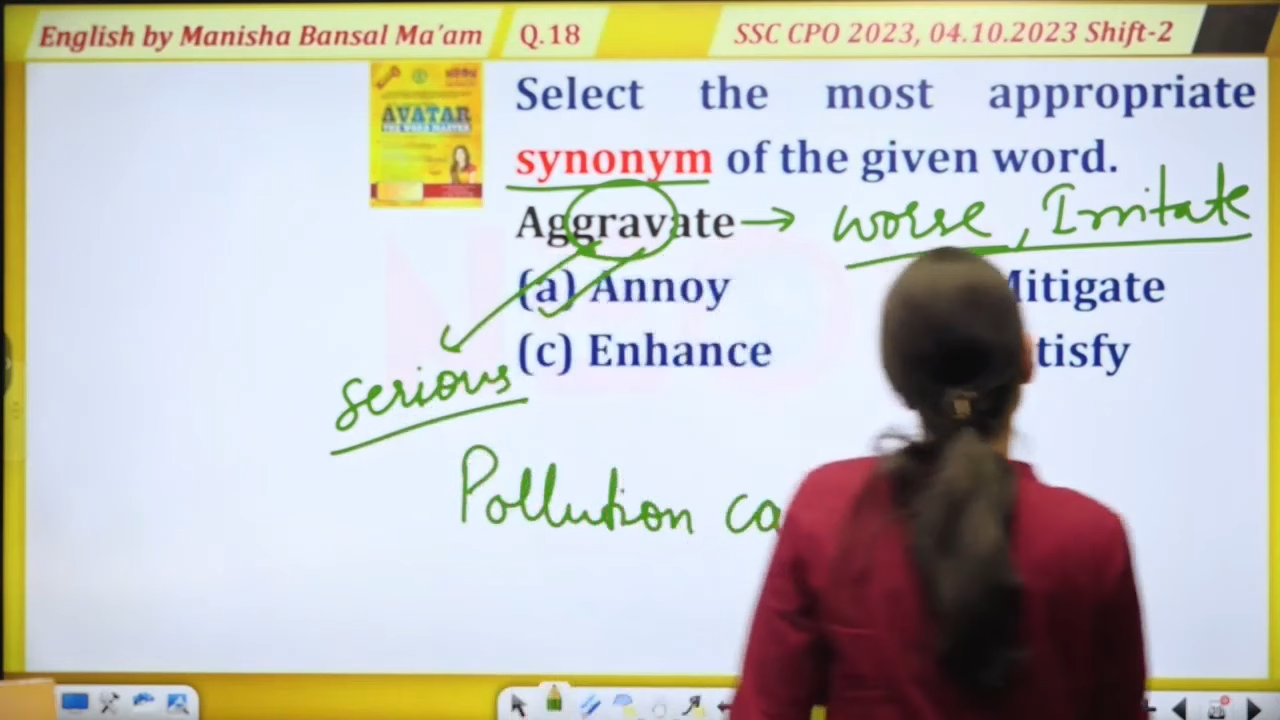 English by Manisha Bansal Ma'am Q.18 SSC CPO 2023, 04.10.2023 Shift-2
AVATAR
Select the most appropriate
synonym of the given word.
Aggravate → worse, Irritate
(a) Annoy Mitigate
(c) Enhance tisfy
serious
Pollution ca